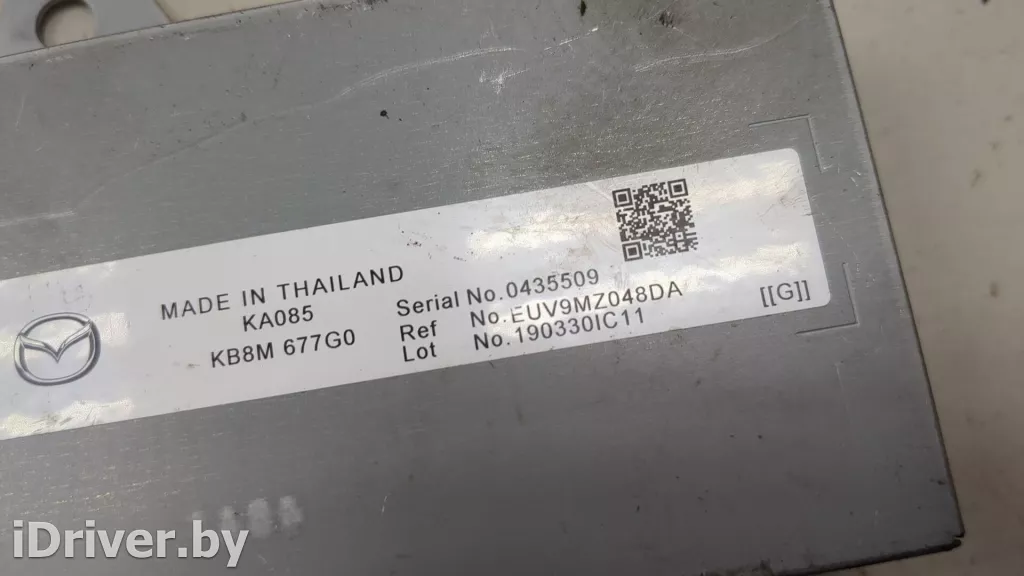 MADE IN THAILAND
KA085
KB8M 677G0
Serial No.0435509
Ref No.EUV9MZ048DA
Lot No.190330IC11
[[G]]
iDriver.by